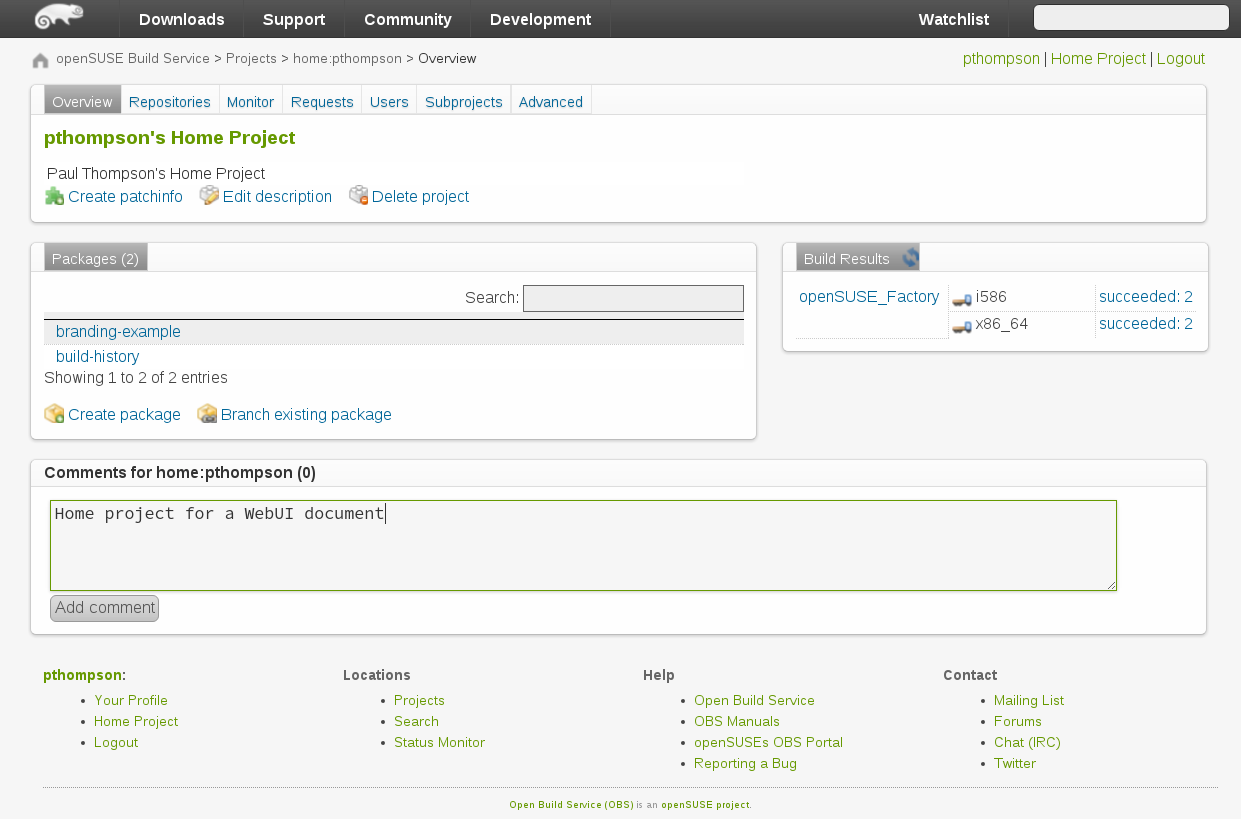 Downloads Support Community Development Watchlist
openSUSE Build Service > Projects > home:pthompson > Overview
pthompson | Home Project | Logout
Overview Repositories Monitor Requests Users Subprojects Advanced
pthompson's Home Project
Paul Thompson's Home Project
Create patchinfo Edit description Delete project
Packages (2)
Search:
branding-example
build-history
Showing 1 to 2 of 2 entries
Create package Branch existing package
Build Results
openSUSE_Factory i586 succeeded: 2
x86_64 succeeded: 2
Comments for home:pthompson (0)
Home project for a WebUI document
Add comment
pthompson:
Your Profile
Home Project
Logout
Locations
Projects
Search
Status Monitor
Help
Open Build Service
OBS Manuals
openSUSEs OBS Portal
Reporting a Bug
Contact
Mailing List
Forums
Chat (IRC)
Twitter
Open Build Service (OBS) is an openSUSE project.